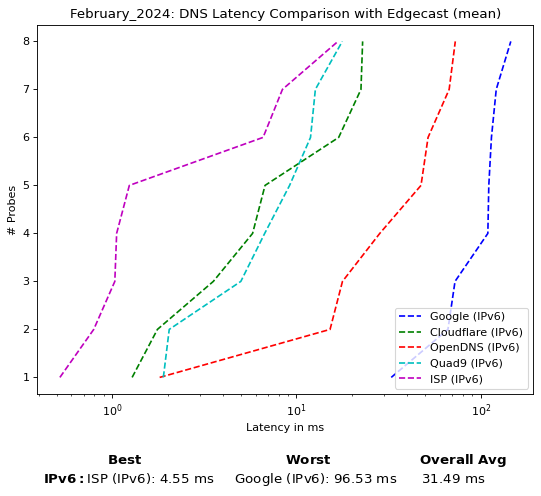 February_2024: DNS Latency Comparison with Edgecast (mean)
8
7
6
5
4
3
2
1
# Probes
Google (IPv6)
Cloudflare (IPv6)
OpenDNS (IPv6)
Quad9 (IPv6)
ISP (IPv6)
10⁰ 10¹ 10²
Latency in ms
Best Worst Overall Avg
IPv6: ISP (IPv6): 4.55 ms Google (IPv6): 96.53 ms 31.49 ms